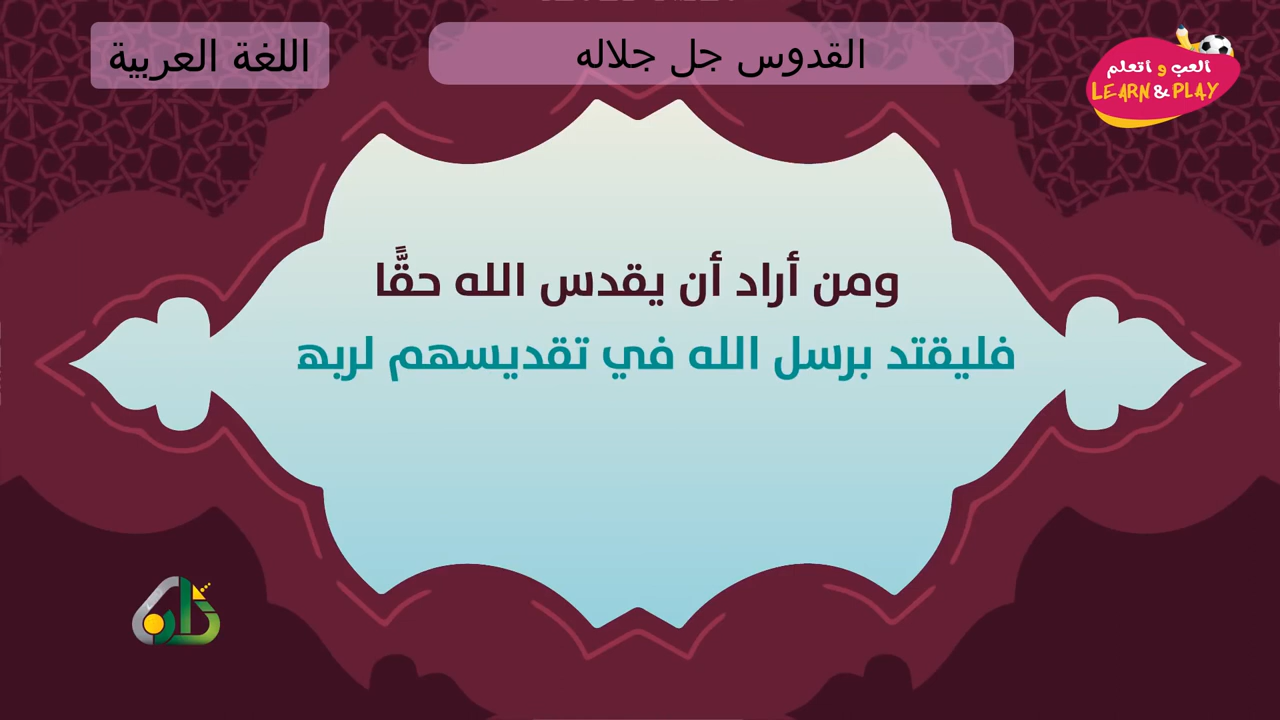 اللغة العربية
القدوس جل جلاله
العب و اتعلم
LEARN & PLAY
ومن أراد أن يقدس الله حقًّا
فليقتد برسل الله في تقديسهم لربه